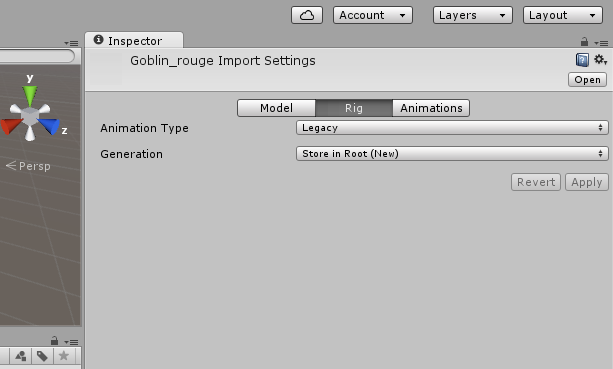 Account Layers Layout
Inspector
Goblin_rouge Import Settings
Open
Model Rig Animations
Animation Type Legacy
Generation Store in Root (New)
Revert Apply
y
z
Persp